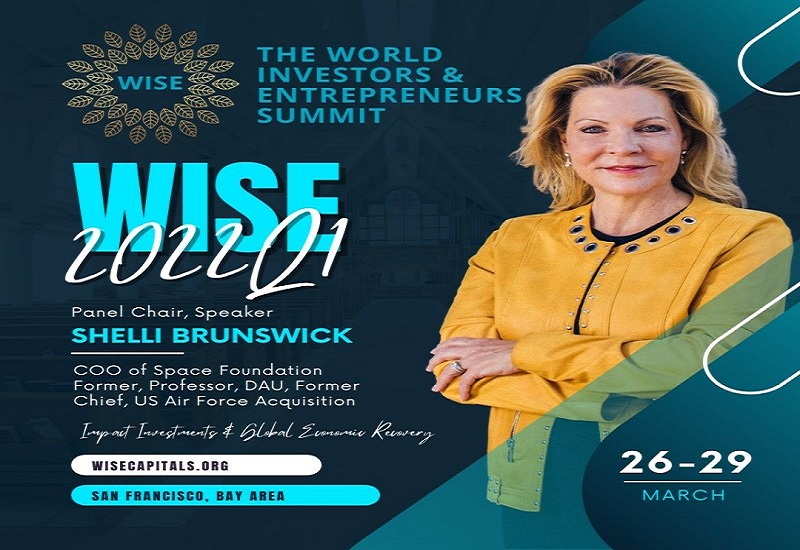 WISE
THE WORLD
INVESTORS &
ENTREPRENEURS
SUMMIT
WISE
2022Q1
Panel Chair, Speaker
SHELLI BRUNSWICK
COO of Space Foundation
Former, Professor, DAU, Former
Chief, US Air Force Acquisition
Impact Investments & Global Economic Recovery
WISECAPITALS.ORG
SAN FRANCISCO, BAY AREA
26-29
MARCH